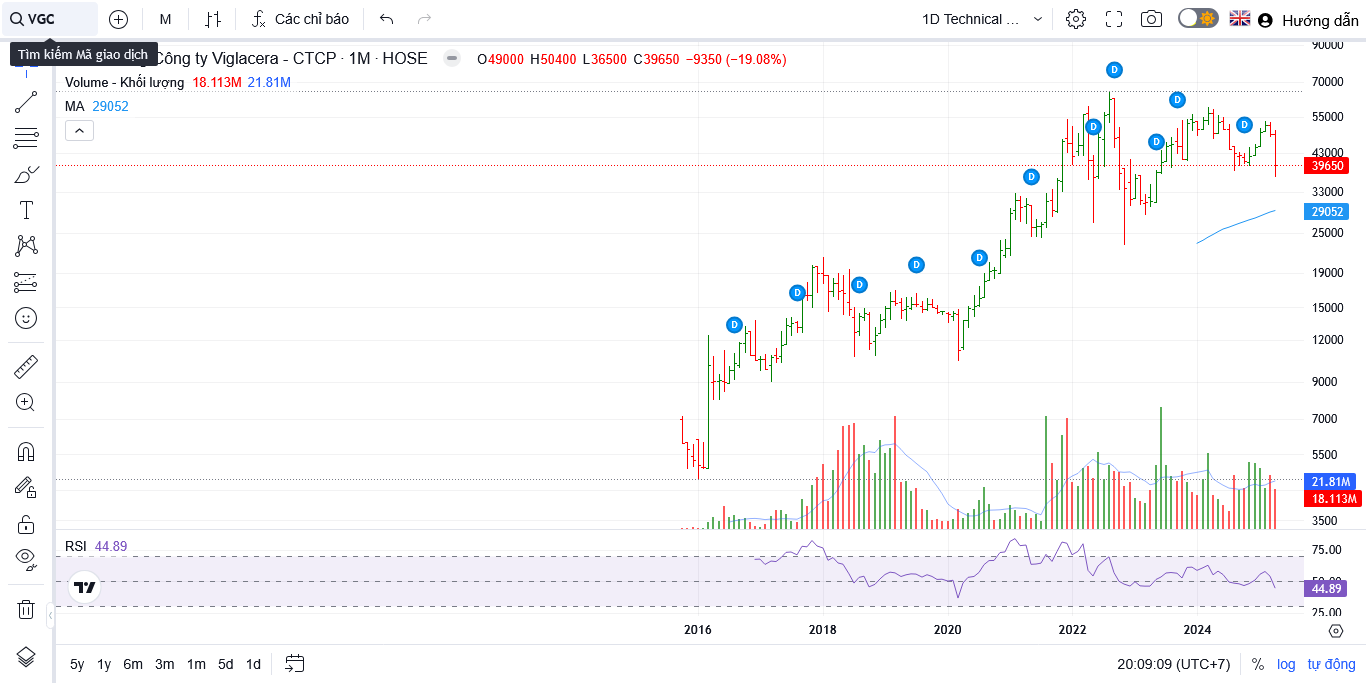 VGC
M
Các chỉ báo
1D Technical ...
Hướng dẫn
Tìm kiếm Mã giao dịch
Công ty Viglacera - CTCP · 1M · HOSE
O49000 H50400 L36500 C39650 −9350 (−19.08%)
Volume - Khối lượng 18.113M 21.81M
MA 29052
90000
70000
55000
43000
39650
33000
29052
25000
19000
15000
12000
9000
7000
5500
21.81M
18.113M
3500
D
D
D
D
D
D
D
D
D
D
D
RSI 44.89
75.00
50.00
44.89
25.00
2016
2018
2020
2022
2024
5y 1y 6m 3m 1m 5d 1d
20:09:09 (UTC+7)
% log tự động